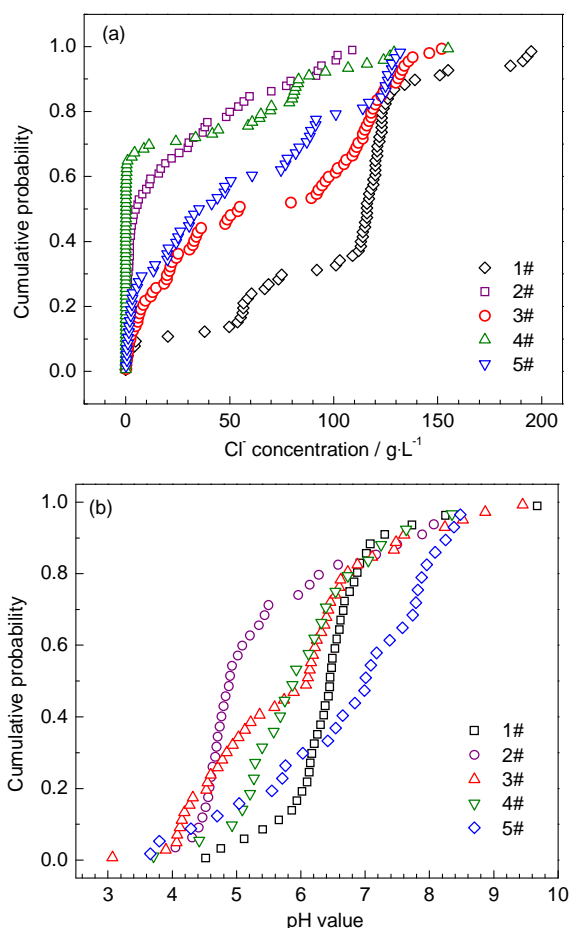 (a)
1.0
0.8
0.6
0.4
0.2
0.0
Cumulative probability
1#
2#
3#
4#
5#
0 50 100 150 200
Cl⁻ concentration / g·L⁻¹
(b)
1.0
0.8
0.6
0.4
0.2
0.0
Cumulative probability
1#
2#
3#
4#
5#
3 4 5 6 7 8 9 10
pH value